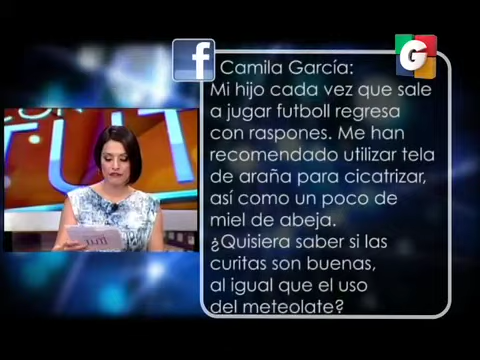 f
G
Camila García:
Mi hijo cada vez que sale
a jugar futboll regresa
con raspones. Me han
recomendado utilizar tela
de araña para cicatrizar,
así como un poco de
miel de abeja.
¿Quisiera saber si las
curitas son buenas,
al igual que el uso
del meteolate?